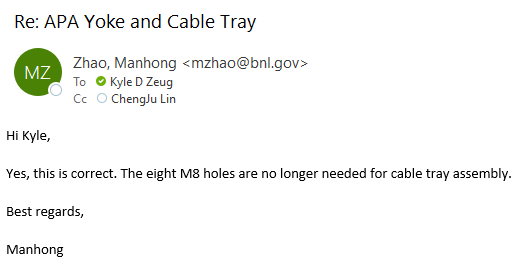 Re: APA Yoke and Cable Tray
MZ
Zhao, Manhong <mzhao@bnl.gov>
To Kyle D Zeug
Cc ChengJu Lin
Hi Kyle,
Yes, this is correct. The eight M8 holes are no longer needed for cable tray assembly.
Best regards,
Manhong